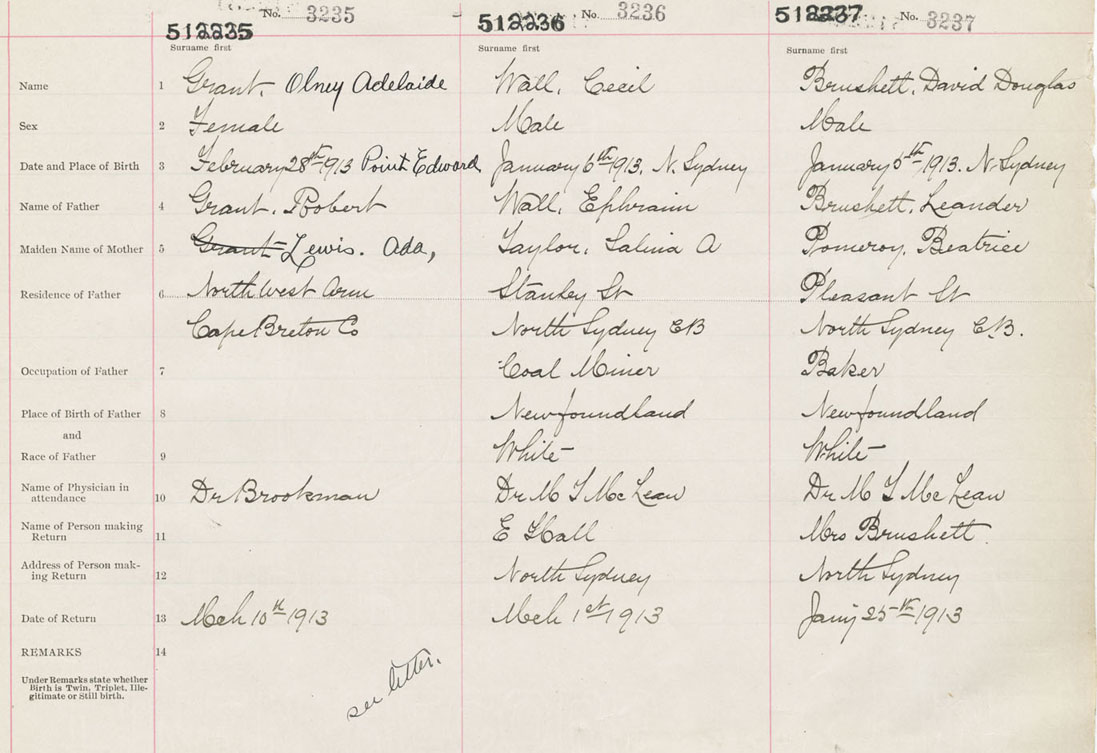 No. 3235 No. 3236 No. 3237
512235 512236 512237
Surname first Surname first Surname first
Name 1 Grant, Olney Adelaide Wall, Cecil Brushett, David Douglas
Sex 2 Female Male Male
Date and Place of Birth 3 February 28th 1913 Point Edward January 6th 1913. N. Sydney January 5th 1913. N. Sydney
Name of Father 4 Grant, Robert Wall, Ephraim Brushett, Leander
Maiden Name of Mother 5 Grant Lewis. Ada, Taylor, Salina A Pomeroy, Beatrice
Residence of Father 6 North West Arm Stanley St Pleasant St
Cape Breton Co North Sydney CB North Sydney C.B.
Occupation of Father 7 Coal Miner Baker
Place of Birth of Father 8 Newfoundland Newfoundland
and
Race of Father 9 White White
Name of Physician in
attendance 10 Dr Brookman Dr M T McLean Dr M T McLean
Name of Person making
Return 11 E Hall Mrs Brushett
Address of Person mak-
ing Return 12 North Sydney North Sydney
Date of Return 13 Mch 10th 1913 Mch 1st 1913 Jany 25th 1913
REMARKS 14
Under Remarks state whether
Birth is Twin, Triplet, Ille-
gitimate or Still birth.
see letter.